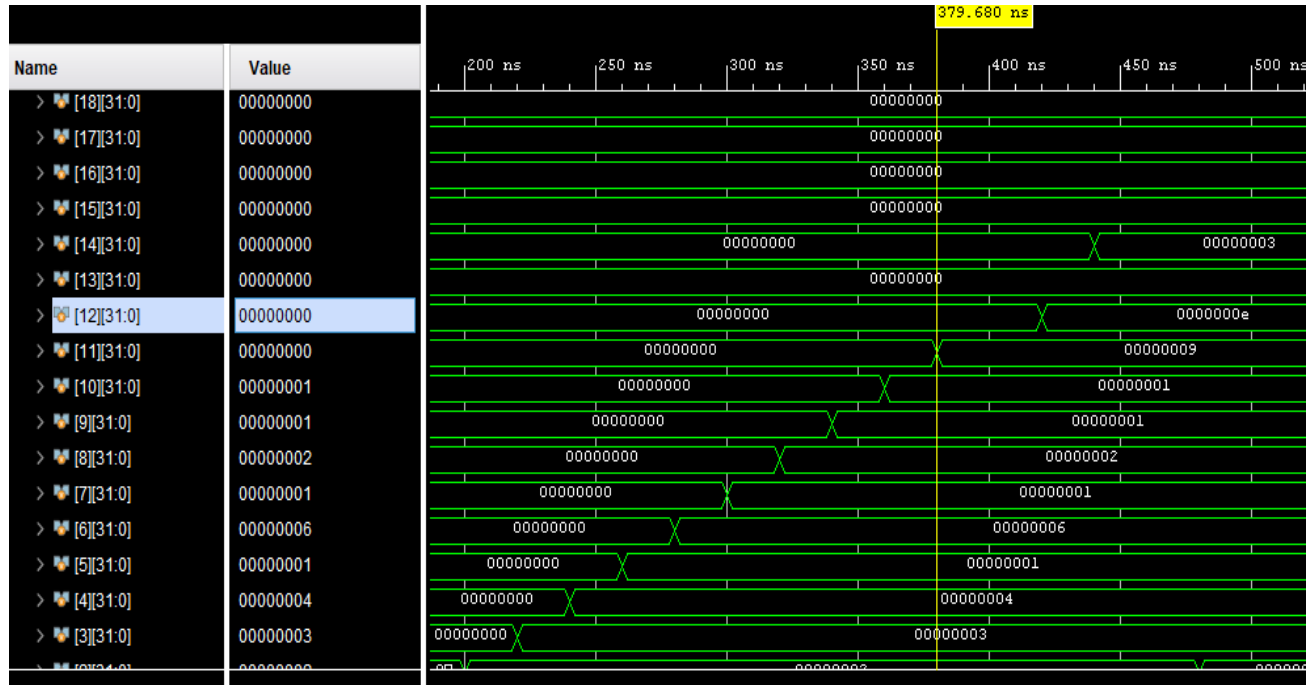 379.680 ns
Name Value 200 ns 250 ns 300 ns 350 ns 400 ns 450 ns 500 ns
[18][31:0] 00000000 00000000
[17][31:0] 00000000 00000000
[16][31:0] 00000000 00000000
[15][31:0] 00000000 00000000
[14][31:0] 00000000 00000000 00000003
[13][31:0] 00000000 00000000
[12][31:0] 00000000 00000000 0000000e
[11][31:0] 00000000 00000000 00000009
[10][31:0] 00000001 00000000 00000001
[9][31:0] 00000001 00000000 00000001
[8][31:0] 00000002 00000000 00000002
[7][31:0] 00000001 00000000 00000001
[6][31:0] 00000006 00000000 00000006
[5][31:0] 00000001 00000000 00000001
[4][31:0] 00000004 00000000 00000004
[3][31:0] 00000003 00000000 00000003